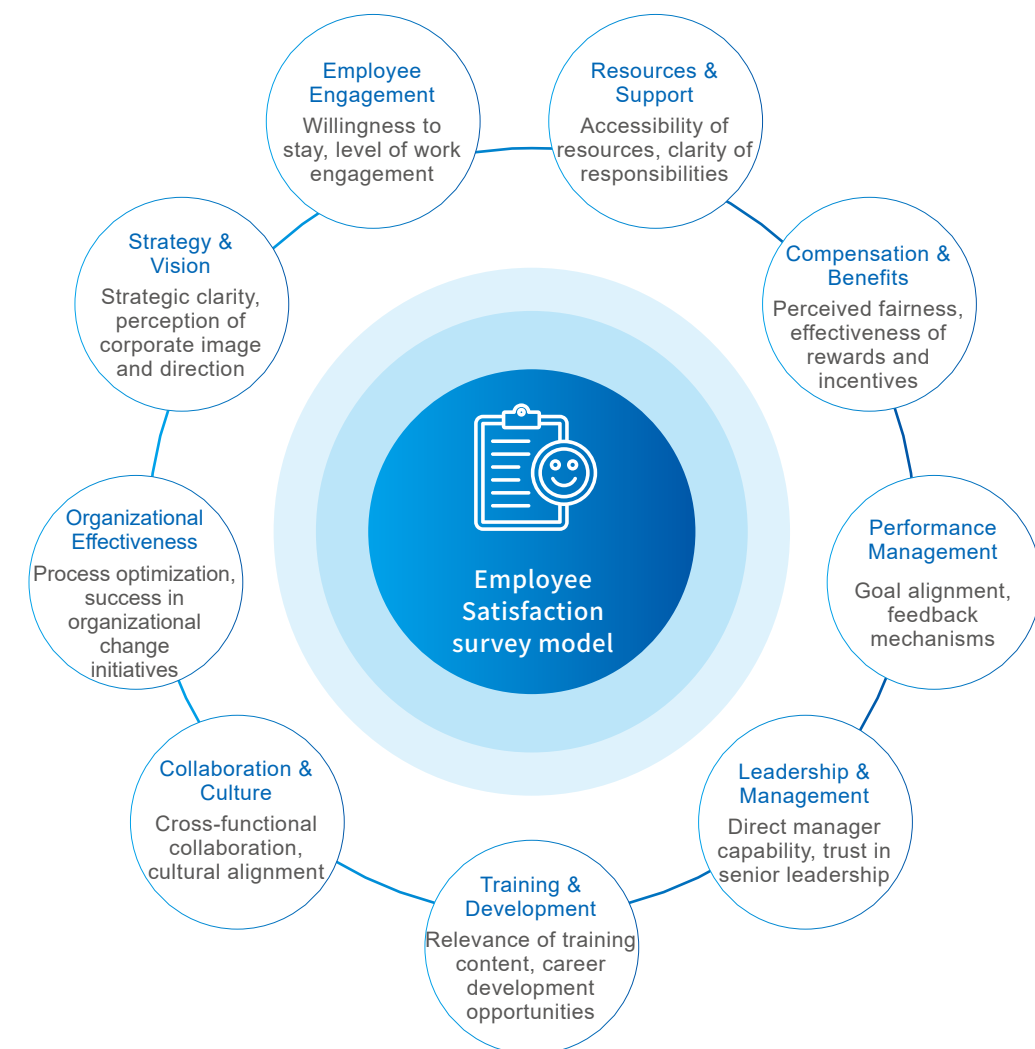 Employee
Engagement
Willingness to
stay, level of work
engagement
Resources &
Support
Accessibility of
resources, clarity of
responsibilities
Compensation &
Benefits
Perceived fairness,
effectiveness of
rewards and
incentives
Performance
Management
Goal alignment,
feedback
mechanisms
Leadership &
Management
Direct manager
capability, trust in
senior leadership
Training &
Development
Relevance of training
content, career
development
opportunities
Collaboration &
Culture
Cross-functional
collaboration,
cultural alignment
Organizational
Effectiveness
Process optimization,
success in
organizational
change
initiatives
Strategy &
Vision
Strategic clarity,
perception of
corporate image
and direction
Employee
Satisfaction
survey model